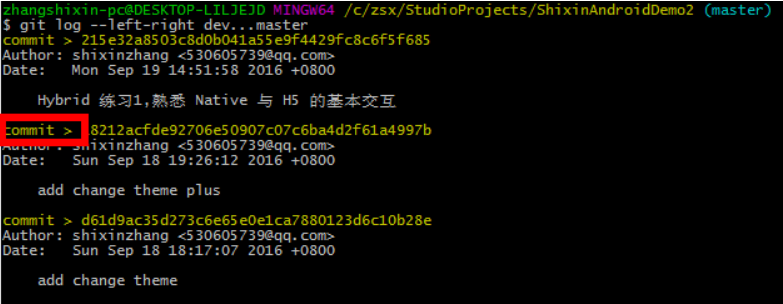 zhangshixin-pc@DESKTOP-LILJEJD MINGW64 /c/zsx/StudioProjects/ShixinAndroidDemo2 (master)
$ git log --left-right dev...master
commit > 215e32a8503c8d0b041a55e9f4429fc8c6f5f685
Author: shixinzhang <530605739@qq.com>
Date:   Mon Sep 19 14:51:58 2016 +0800
Hybrid 练习1,熟悉 Native 与 H5 的基本交互
commit > 8212acfde92706e50907c07c6ba4d2f61a4997b
Author: shixinzhang <530605739@qq.com>
Date:   Sun Sep 18 19:26:12 2016 +0800
add change theme plus
commit > d61d9ac35d273c6e65e0e1ca7880123d6c10b28e
Author: shixinzhang <530605739@qq.com>
Date:   Sun Sep 18 18:17:07 2016 +0800
add change theme